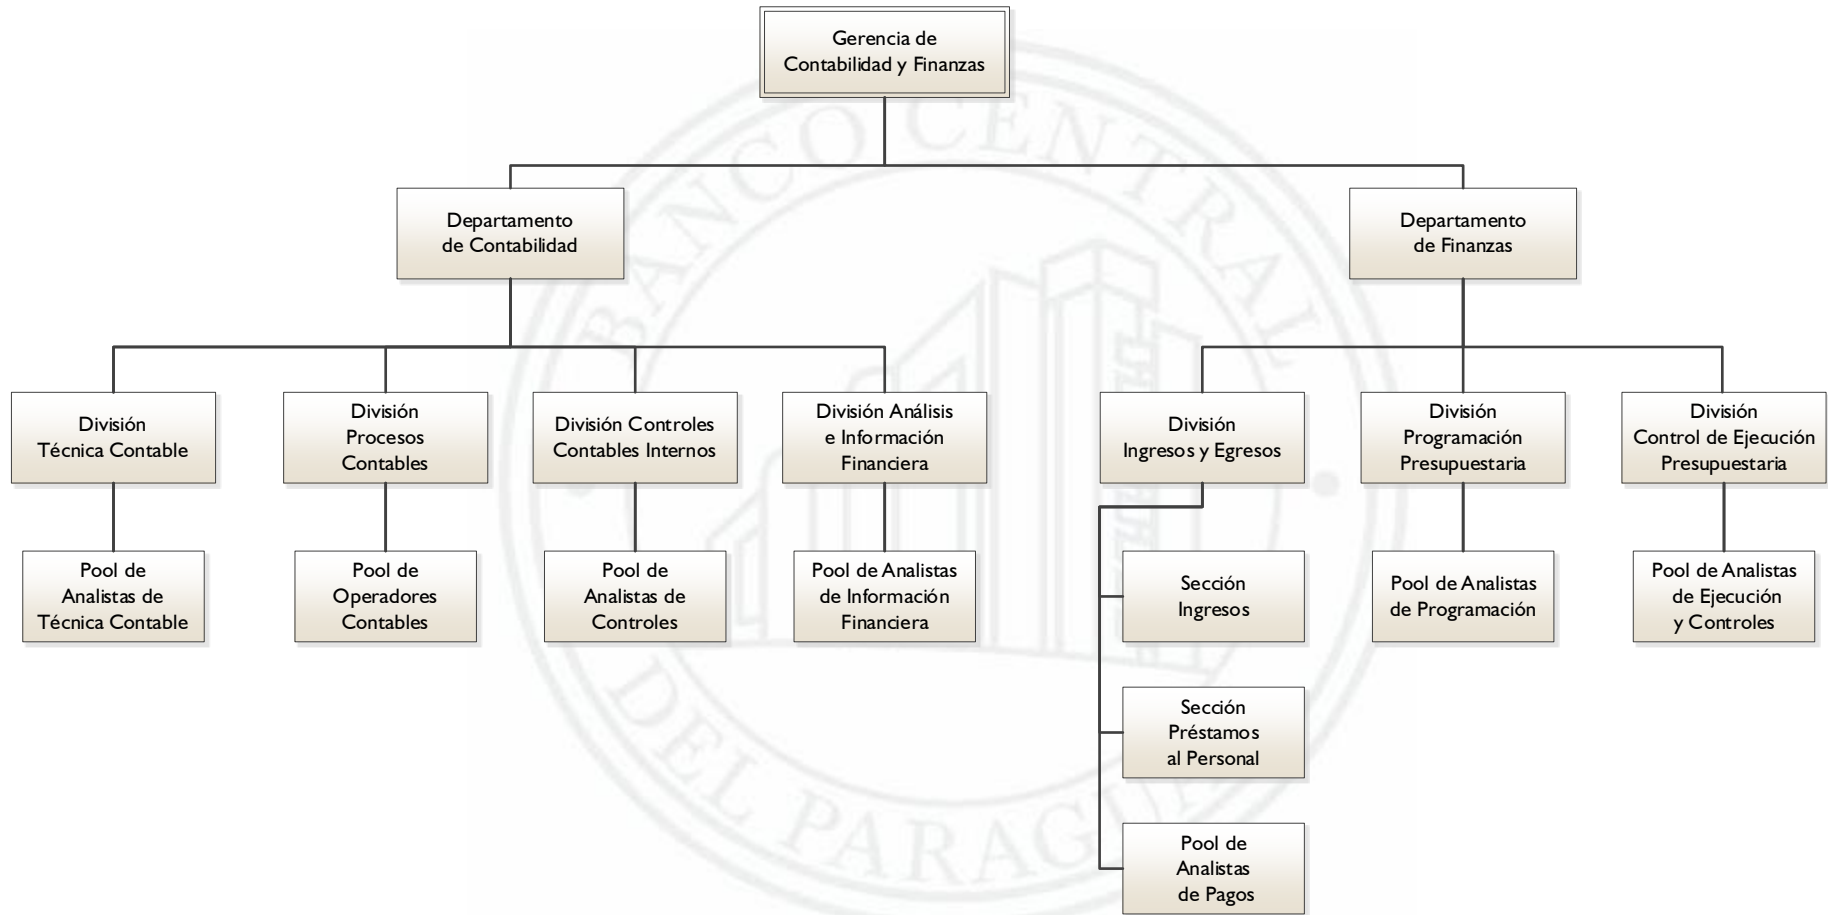 Gerencia de
Contabilidad y Finanzas
Departamento
de Contabilidad
Departamento
de Finanzas
División
Técnica Contable
División
Procesos
Contables
División Controles
Contables Internos
División Análisis
e Información
Financiera
División
Ingresos y Egresos
División
Programación
Presupuestaria
División
Control de Ejecución
Presupuestaria
Pool de
Analistas de
Técnica Contable
Pool de
Operadores
Contables
Pool de
Analistas de
Controles
Pool de Analistas
de Información
Financiera
Sección
Ingresos
Pool de Analistas
de Programación
Pool de Analistas
de Ejecución
y Controles
Sección
Préstamos
al Personal
Pool de
Analistas
de Pagos
BANCO CENTRAL
DEL PARAGU